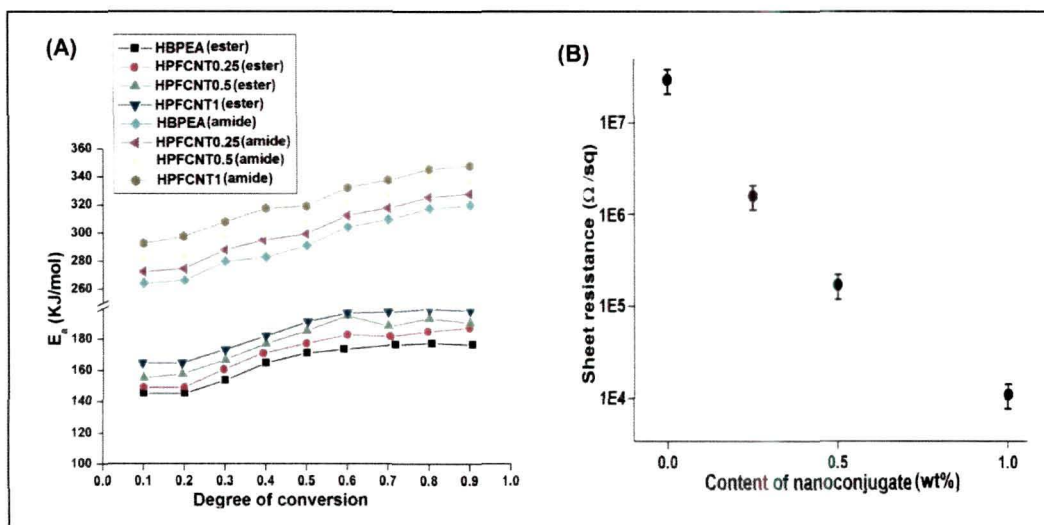 (A)
HBPEA (ester)
HPFCNT0.25 (ester)
HPFCNT0.5 (ester)
HPFCNT1 (ester)
HBPEA (amide)
HPFCNT0.25 (amide)
HPFCNT0.5 (amide)
HPFCNT1 (amide)
360
340
320
300
280
260
180
160
140
120
100
Ea (KJ/mol)
0.0 0.1 0.2 0.3 0.4 0.5 0.6 0.7 0.8 0.9 1.0
Degree of conversion
(B)
1E7
1E6
1E5
1E4
Sheet resistance (Ω/sq)
0.0 0.5 1.0
Content of nanoconjugate (wt%)